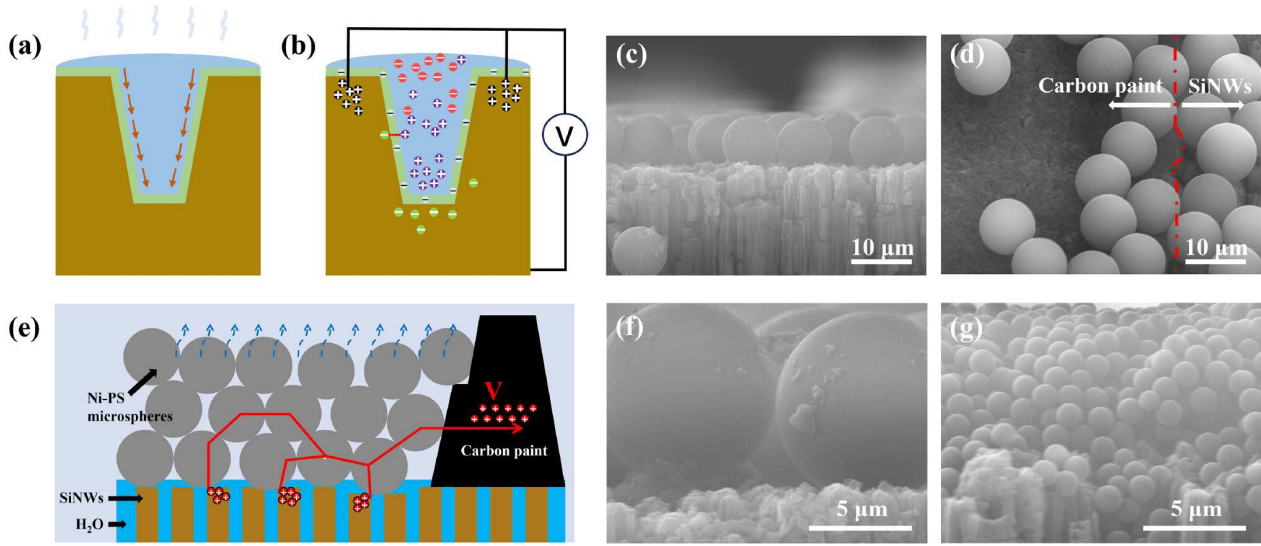 (a)
(b)
V
(c)
10 μm
(d)
Carbon paint
SiNWs
10 μm
(e)
Ni-PS
microspheres
V
Carbon paint
SiNWs
H₂O
(f)
5 μm
(g)
5 μm